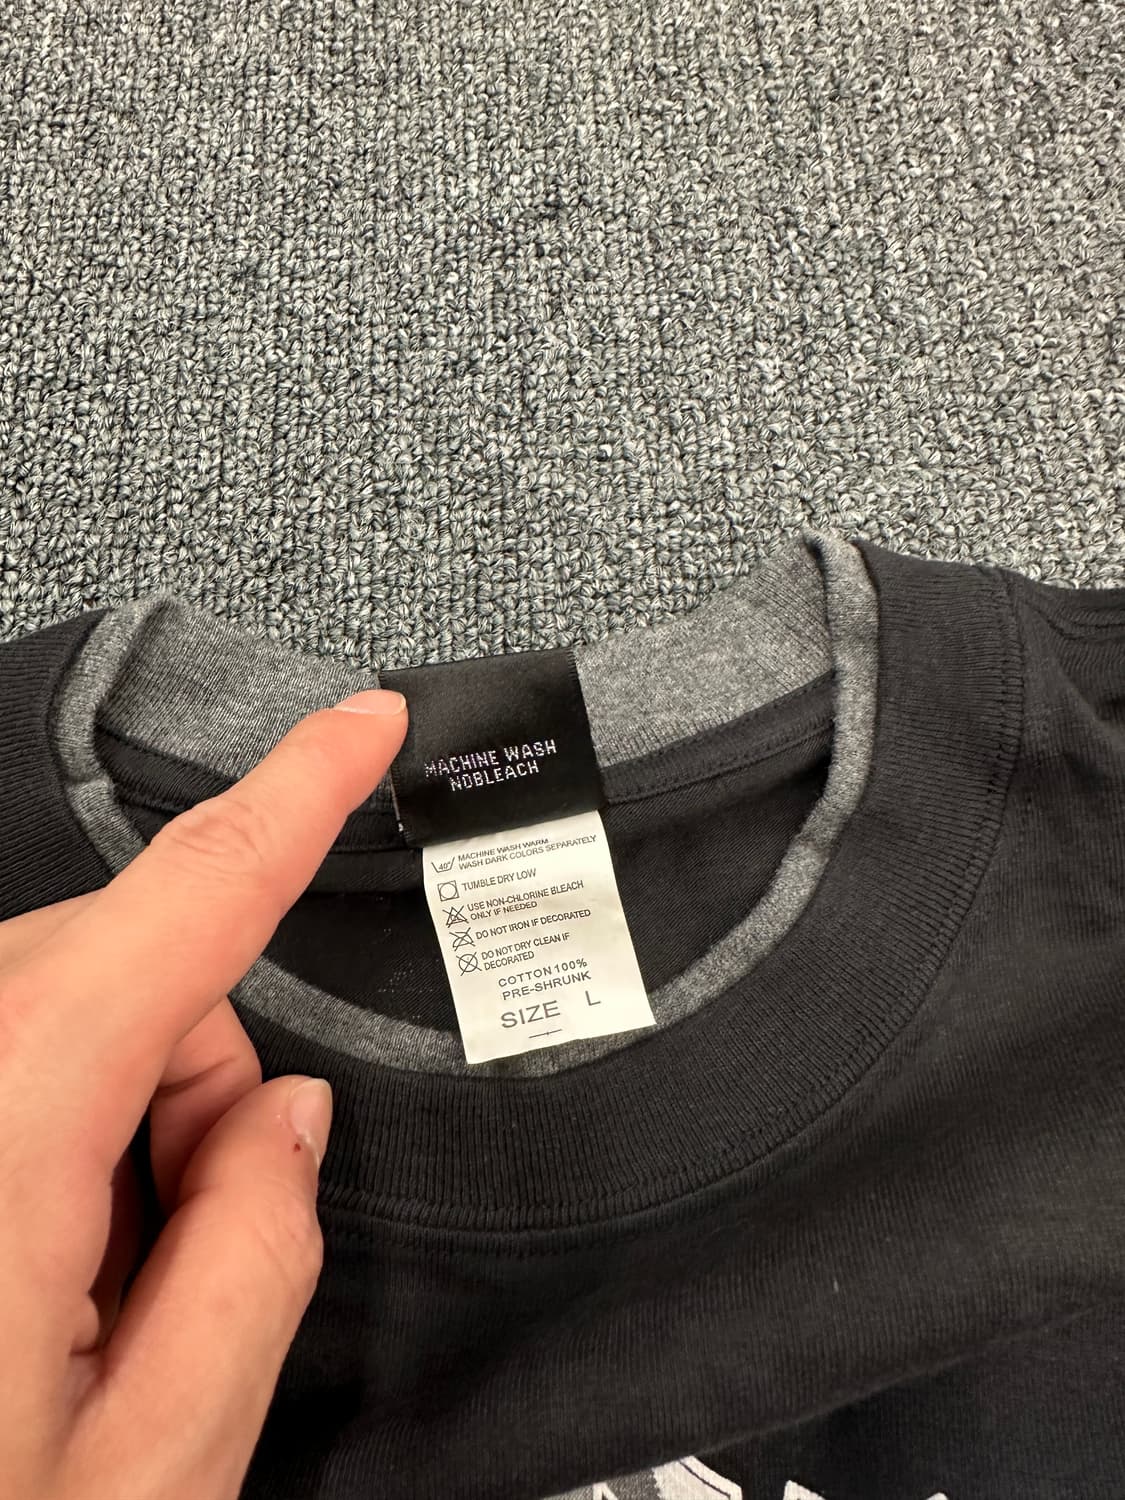 MACHINE WASH
NOBLEACH
40° MACHINE WASH WARM
WASH DARK COLORS SEPARATELY
TUMBLE DRY LOW
USE NON-CHLORINE BLEACH
ONLY IF NEEDED
DO NOT IRON IF DECORATED
DO NOT DRY CLEAN IF
DECORATED
COTTON 100%
PRE-SHRUNK
SIZE L